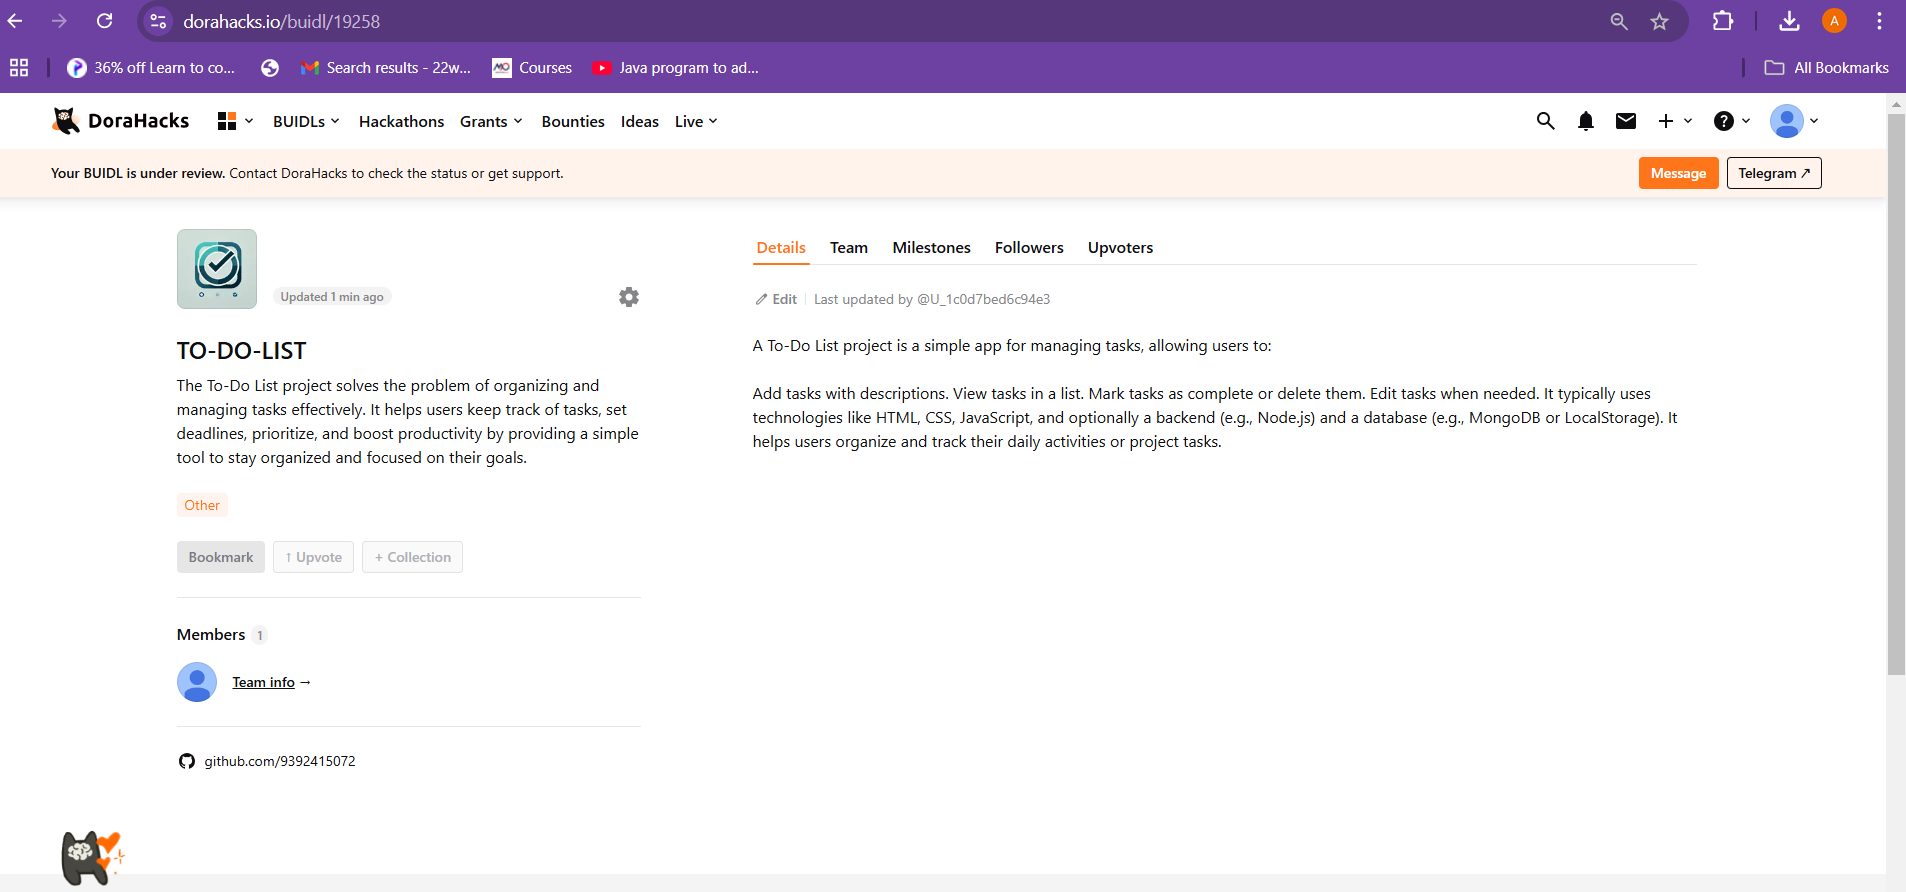 dorahacks.io/buidl/19258
A
36% off Learn to co...
Search results - 22w...
Courses
Java program to ad...
All Bookmarks
DoraHacks
BUIDLs
Hackathons
Grants
Bounties
Ideas
Live
Your BUIDL is under review. Contact DoraHacks to check the status or get support.
Message
Telegram ↗
Updated 1 min ago
TO-DO-LIST
The To-Do List project solves the problem of organizing and
managing tasks effectively. It helps users keep track of tasks, set
deadlines, prioritize, and boost productivity by providing a simple
tool to stay organized and focused on their goals.
Other
Bookmark
↑ Upvote
+ Collection
Members 1
Team info →
github.com/9392415072
Details
Team
Milestones
Followers
Upvoters
Edit
Last updated by @U_1c0d7bed6c94e3
A To-Do List project is a simple app for managing tasks, allowing users to:
Add tasks with descriptions. View tasks in a list. Mark tasks as complete or delete them. Edit tasks when needed. It typically uses
technologies like HTML, CSS, JavaScript, and optionally a backend (e.g., Node.js) and a database (e.g., MongoDB or LocalStorage). It
helps users organize and track their daily activities or project tasks.